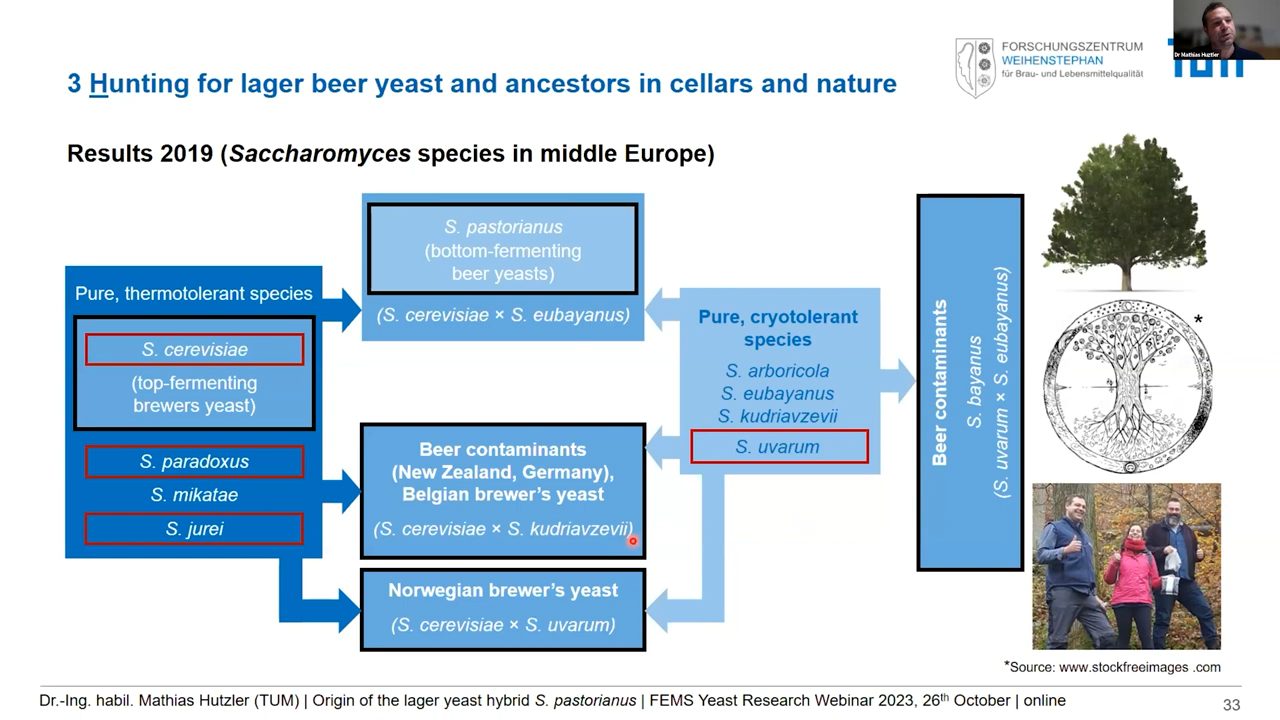 Dr Mathias Hutzler
FORSCHUNGSZENTRUM
WEIHENSTEPHAN
für Brau- und Lebensmittelqualität
TUM
3 Hunting for lager beer yeast and ancestors in cellars and nature
Results 2019 (Saccharomyces species in middle Europe)
Pure, thermotolerant species
S. cerevisiae
(top-fermenting
brewers yeast)
S. paradoxus
S. mikatae
S. jurei
S. pastorianus
(bottom-fermenting
beer yeasts)
(S. cerevisiae × S. eubayanus)
Beer contaminants
(New Zealand, Germany),
Belgian brewer's yeast
(S. cerevisiae × S. kudriavzevii)
Norwegian brewer's yeast
(S. cerevisiae × S. uvarum)
Pure, cryotolerant
species
S. arboricola
S. eubayanus
S. kudriavzevii
S. uvarum
Beer contaminants
S. bayanus
(S. uvarum × S. eubayanus)
*
*Source: www.stockfreeimages .com
Dr.-Ing. habil. Mathias Hutzler (TUM) | Origin of the lager yeast hybrid S. pastorianus | FEMS Yeast Research Webinar 2023, 26th October | online
33